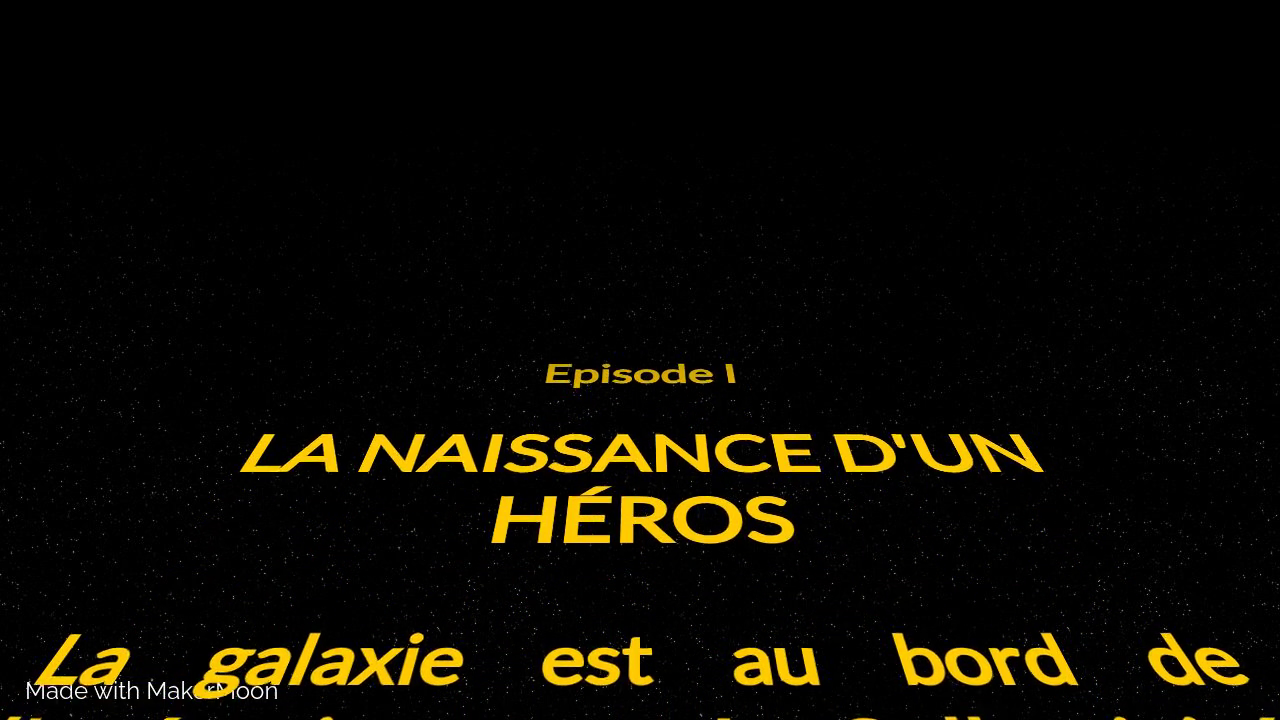 Episode I
LA NAISSANCE D'UN
HÉROS
La galaxie est au bord de
Made with MakerMoon